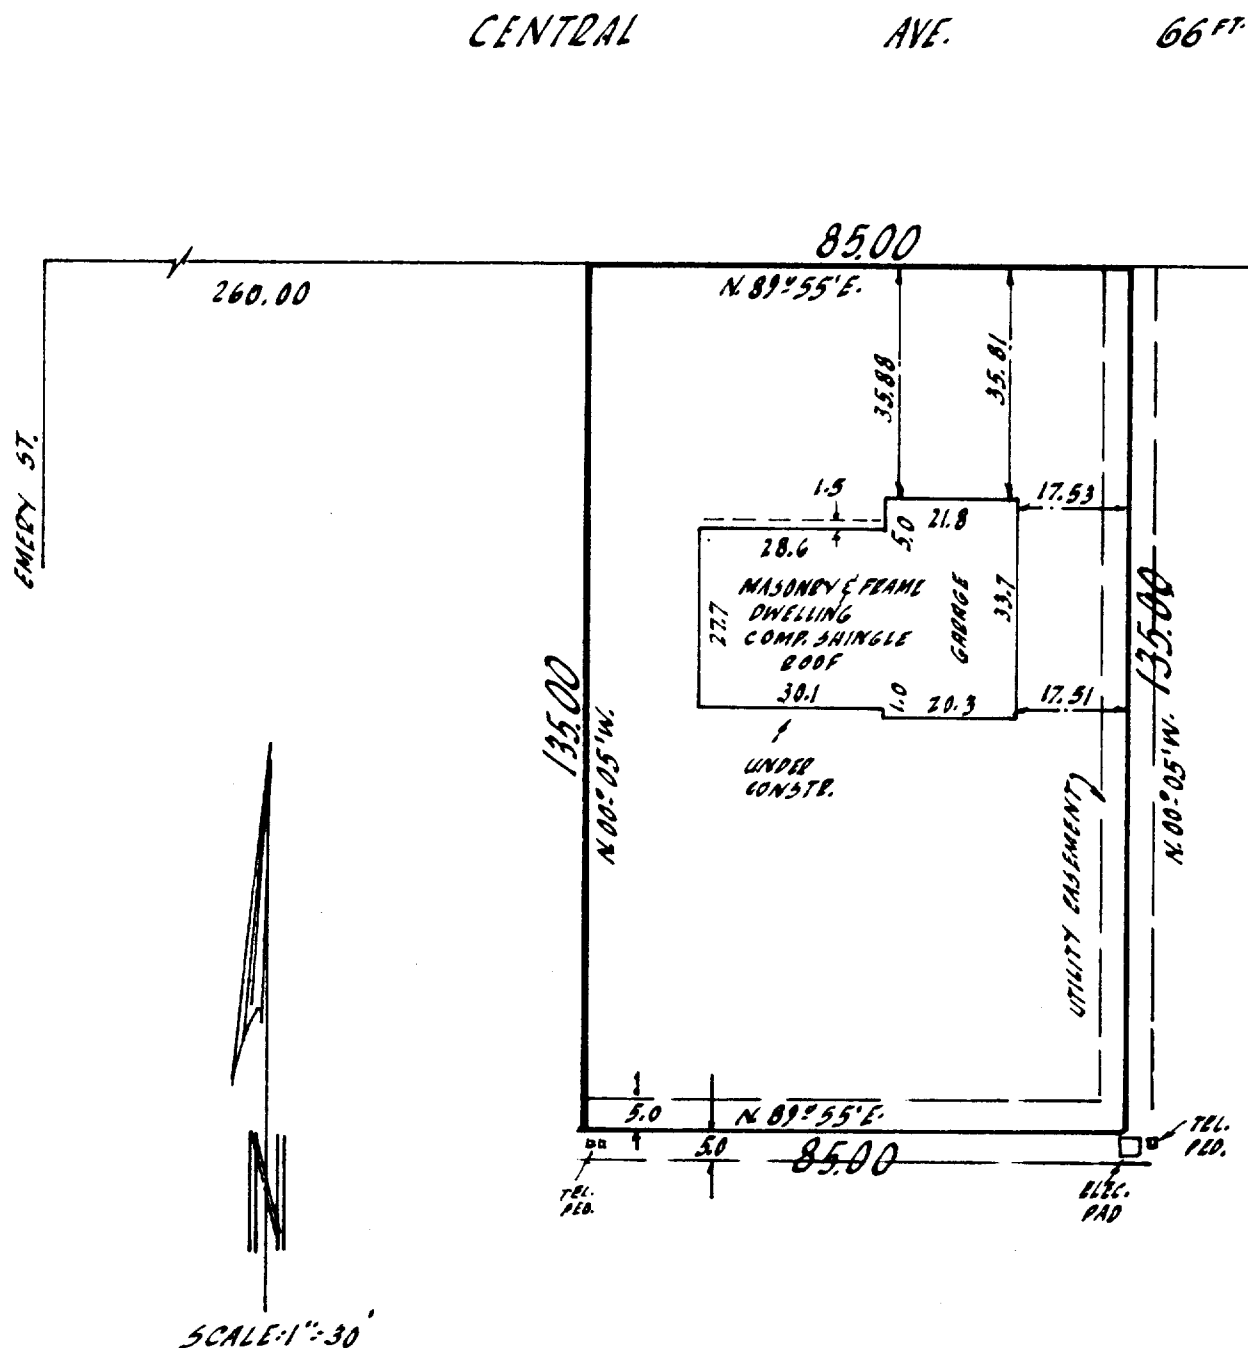 CENTRAL AVE. 66 FT.
85.00
N. 89° 55' E.
260.00
EMERY ST.
35.88
35.81
1.5
17.53
5.0
21.8
28.6
27.7
MASONRY & FRAME
DWELLING
COMP. SHINGLE
ROOF
GARAGE
33.7
30.1
1.0
20.3
17.51
UNDER
CONSTR.
135.00
N. 00° 05' W.
135.00
N. 00° 05' W.
UTILITY EASEMENT
5.0
N. 89° 55' E.
5.0
85.00
TEL.
PED.
ELEC.
PAD
TEL.
PED.
N
SCALE: 1" = 30'